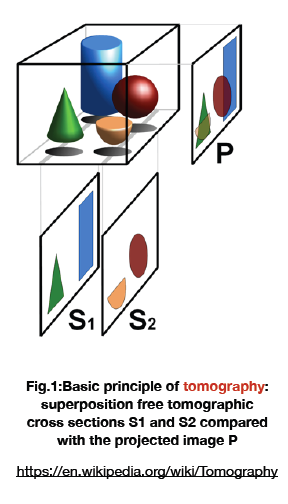 P
S1
S2
Fig.1:Basic principle of tomography:
superposition free tomographic
cross sections S1 and S2 compared
with the projected image P
https://en.wikipedia.org/wiki/Tomography